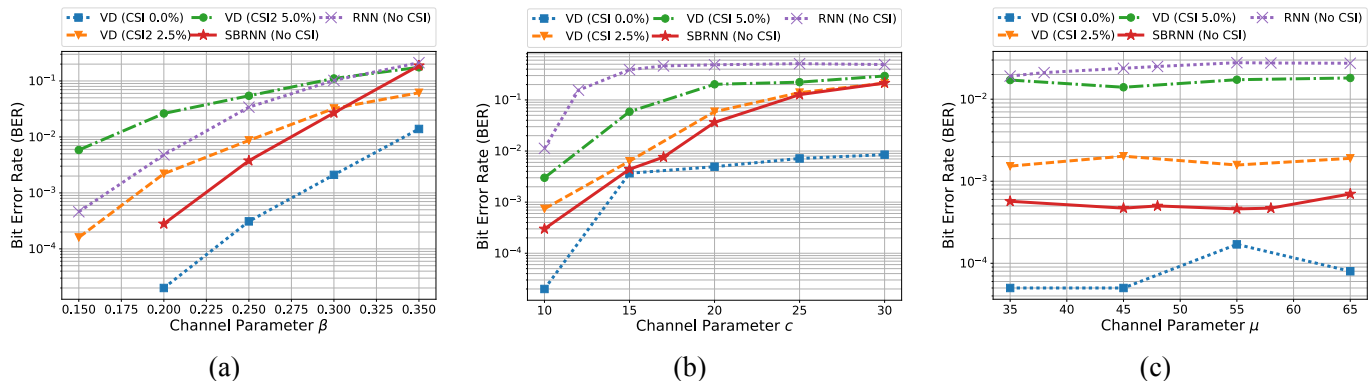 VD (CSI 0.0%)
VD (CSI2 5.0%)
RNN (No CSI)
VD (CSI2 2.5%)
SBRNN (No CSI)
Bit Error Rate (BER)
10⁻¹
10⁻²
10⁻³
10⁻⁴
0.150 0.175 0.200 0.225 0.250 0.275 0.300 0.325 0.350
Channel Parameter β
(a)
VD (CSI 0.0%)
VD (CSI 5.0%)
RNN (No CSI)
VD (CSI 2.5%)
SBRNN (No CSI)
Bit Error Rate (BER)
10⁻¹
10⁻²
10⁻³
10⁻⁴
10 15 20 25 30
Channel Parameter c
(b)
VD (CSI 0.0%)
VD (CSI 5.0%)
RNN (No CSI)
VD (CSI 2.5%)
SBRNN (No CSI)
Bit Error Rate (BER)
10⁻²
10⁻³
10⁻⁴
35 40 45 50 55 60 65
Channel Parameter μ
(c)